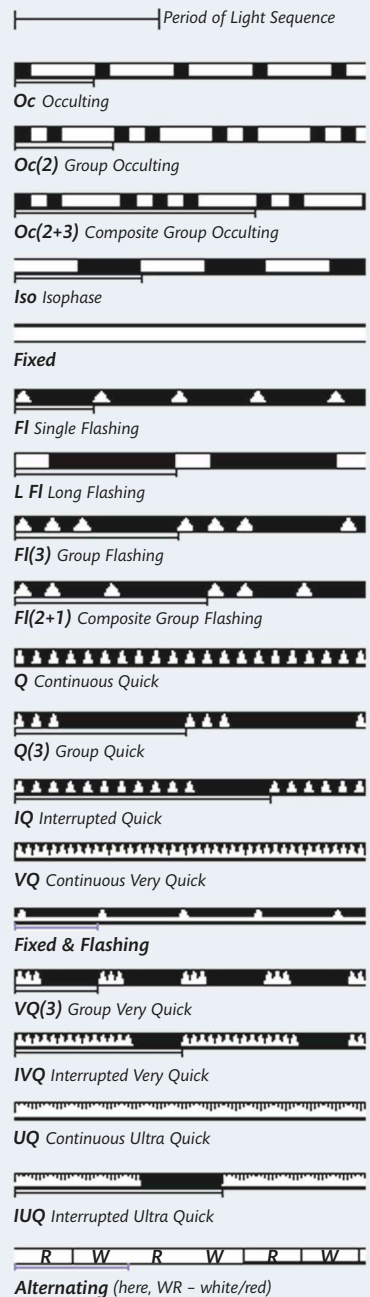 Period of Light Sequence
Oc Occulting
Oc(2) Group Occulting
Oc(2+3) Composite Group Occulting
Iso Isophase
Fixed
Fl Single Flashing
L Fl Long Flashing
Fl(3) Group Flashing
Fl(2+1) Composite Group Flashing
Q Continuous Quick
Q(3) Group Quick
IQ Interrupted Quick
VQ Continuous Very Quick
Fixed & Flashing
VQ(3) Group Very Quick
IVQ Interrupted Very Quick
UQ Continuous Ultra Quick
IUQ Interrupted Ultra Quick
R W R W R W
Alternating (here, WR – white/red)